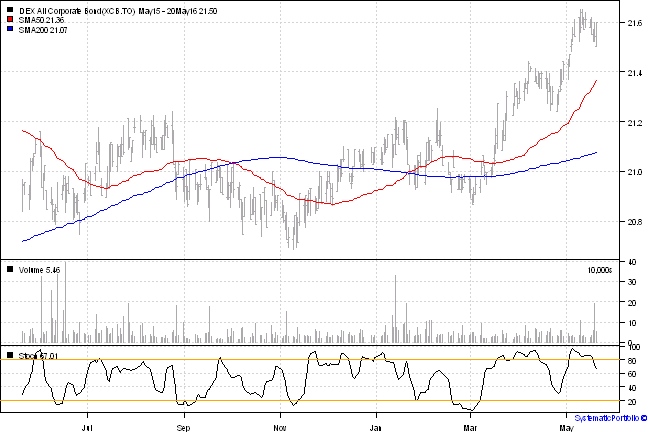 DEX All Corporate Bond(XCB.TO) May15 - 20May16 21.50
SMA50 21.36
SMA200 21.07
21.6
21.4
21.2
21.0
20.8
Volume 5.46
10,000s
40
30
20
10
0
Stoch 67.01
80
60
40
20
Jul Sep Nov Jan Mar May
SystematicPortfolio ©